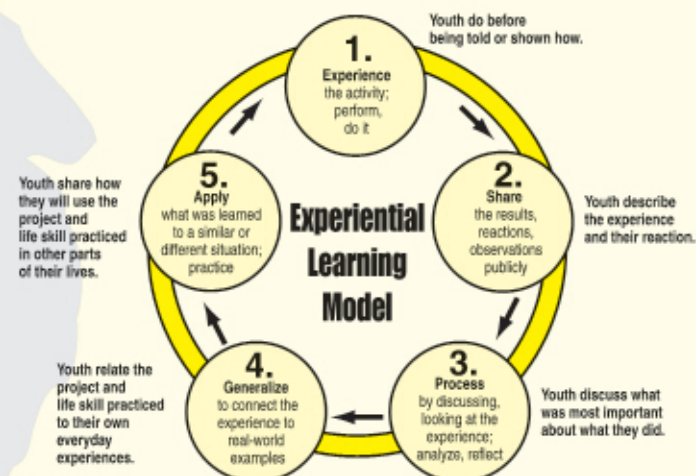 Youth do before
being told or shown how.
1.
Experience
the activity;
perform,
do it
2.
Share
the results,
reactions,
observations
publicly
Youth describe
the experience
and their reaction.
3.
Process
by discussing,
looking at the
experience;
analyze, reflect
Youth discuss what
was most important
about what they did.
4.
Generalize
to connect the
experience to
real-world
examples
Youth relate the
project and
life skill practiced
to their own
everyday
experiences.
5.
Apply
what was learned
to a similar or
different situation;
practice
Youth share how
they will use the
project and
life skill practiced
in other parts
of their lives.
Experiential
Learning
Model